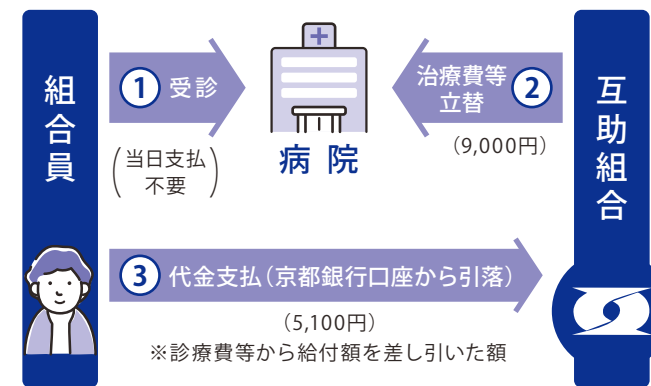 組合員
① 受診
(当日支払
不要)
病院
治療費等
立替 ②
（9,000円）
互助組合
③ 代金支払（京都銀行口座から引落）
（5,100円）
※診療費等から給付額を差し引いた額